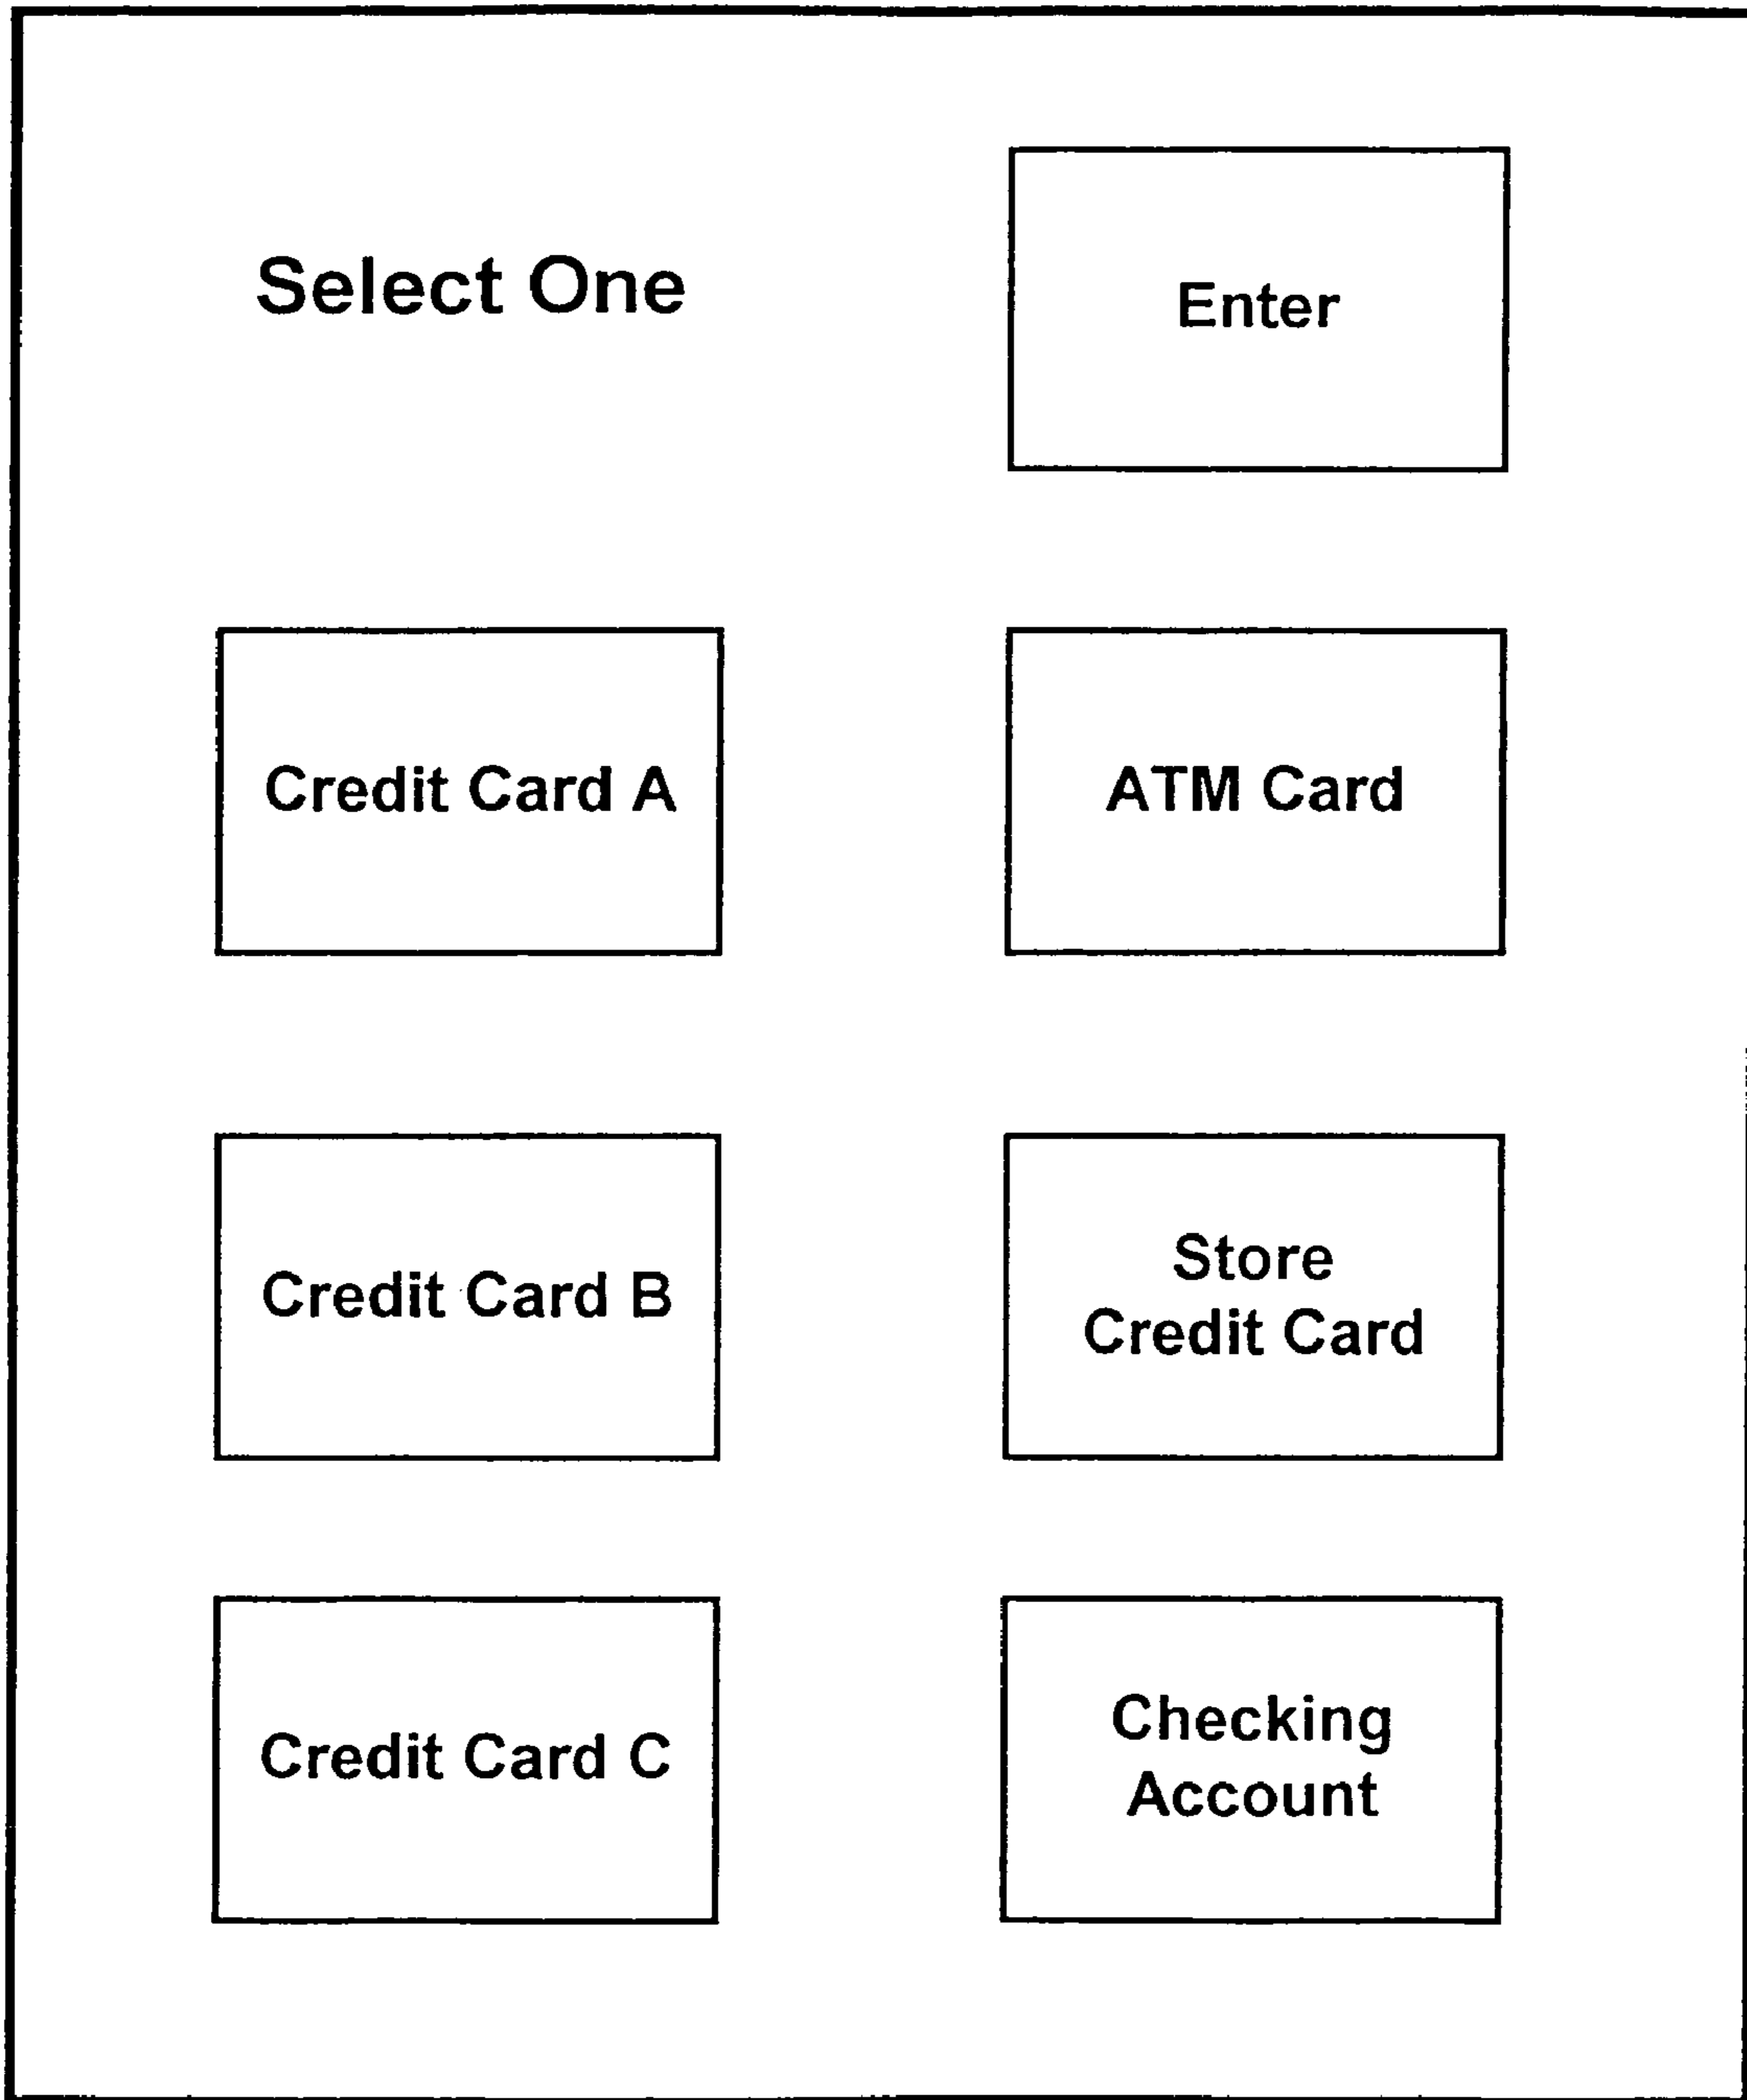 Select One
Enter
Credit Card A
ATM Card
Credit Card B
Store
Credit Card
Credit Card C
Checking
Account